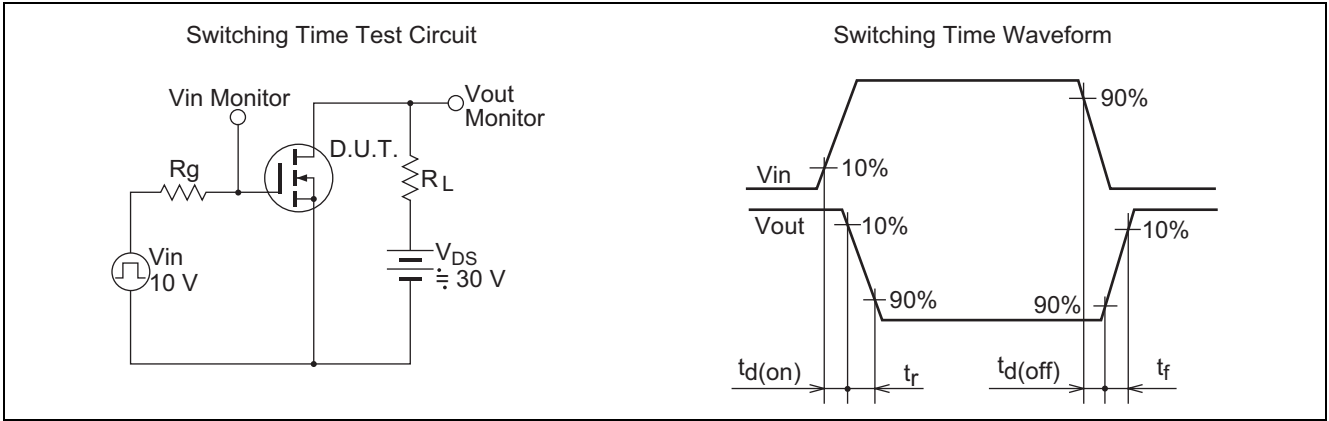 Switching Time Test Circuit
Vin Monitor
Vout
Monitor
D.U.T.
Rg
RL
Vin
10 V
VDS
≒ 30 V
Switching Time Waveform
90%
10%
Vin
Vout
10%
10%
90%
90%
td(on)
tr
td(off)
tf